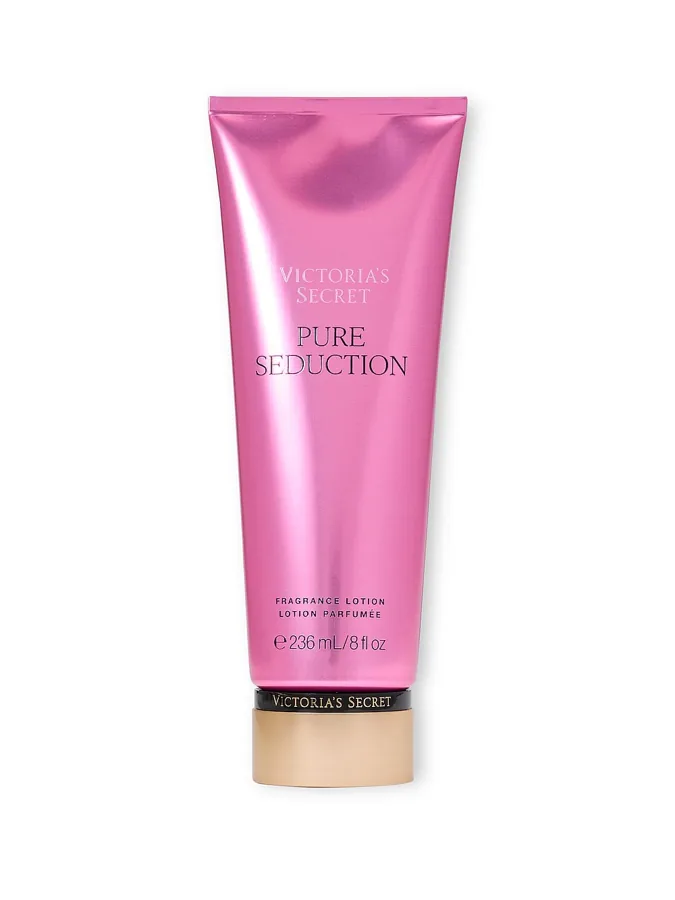 VICTORIA'S
SECRET
PURE
SEDUCTION
FRAGRANCE LOTION
LOTION PARFUMÉE
℮236 mL/8 fl oz
VICTORIA'S SECRET